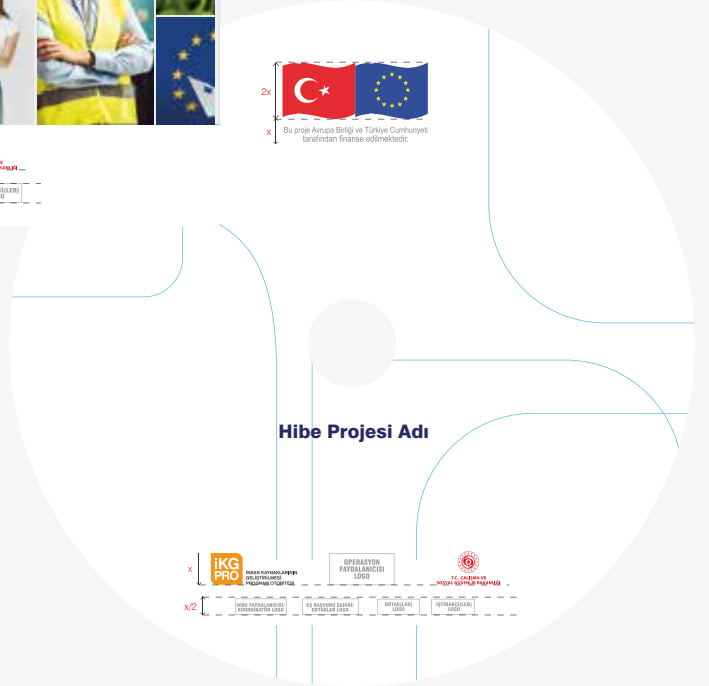 2x
x
Bu proje Avrupa Birliği ve Türkiye Cumhuriyeti
tarafından finanse edilmektedir.
Hibe Projesi Adı
x
iKG
PRO
İNSAN KAYNAKLARININ
GELİŞTİRİLMESİ
PROGRAM OTORİTESİ
OPERASYON
FAYDALANICISI
LOGO
T.C. ÇALIŞMA VE
SOSYAL GÜVENLİK BAKANLIĞI
x/2
HİBE FAYDALANICISI/
KOORDİNATÖR LOGO
EŞ BAŞVURU SAHİBİ/
ORTAKLAR LOGO
ORTAK(LAR)
LOGO
İŞTİRAKÇİ(LER)
LOGO